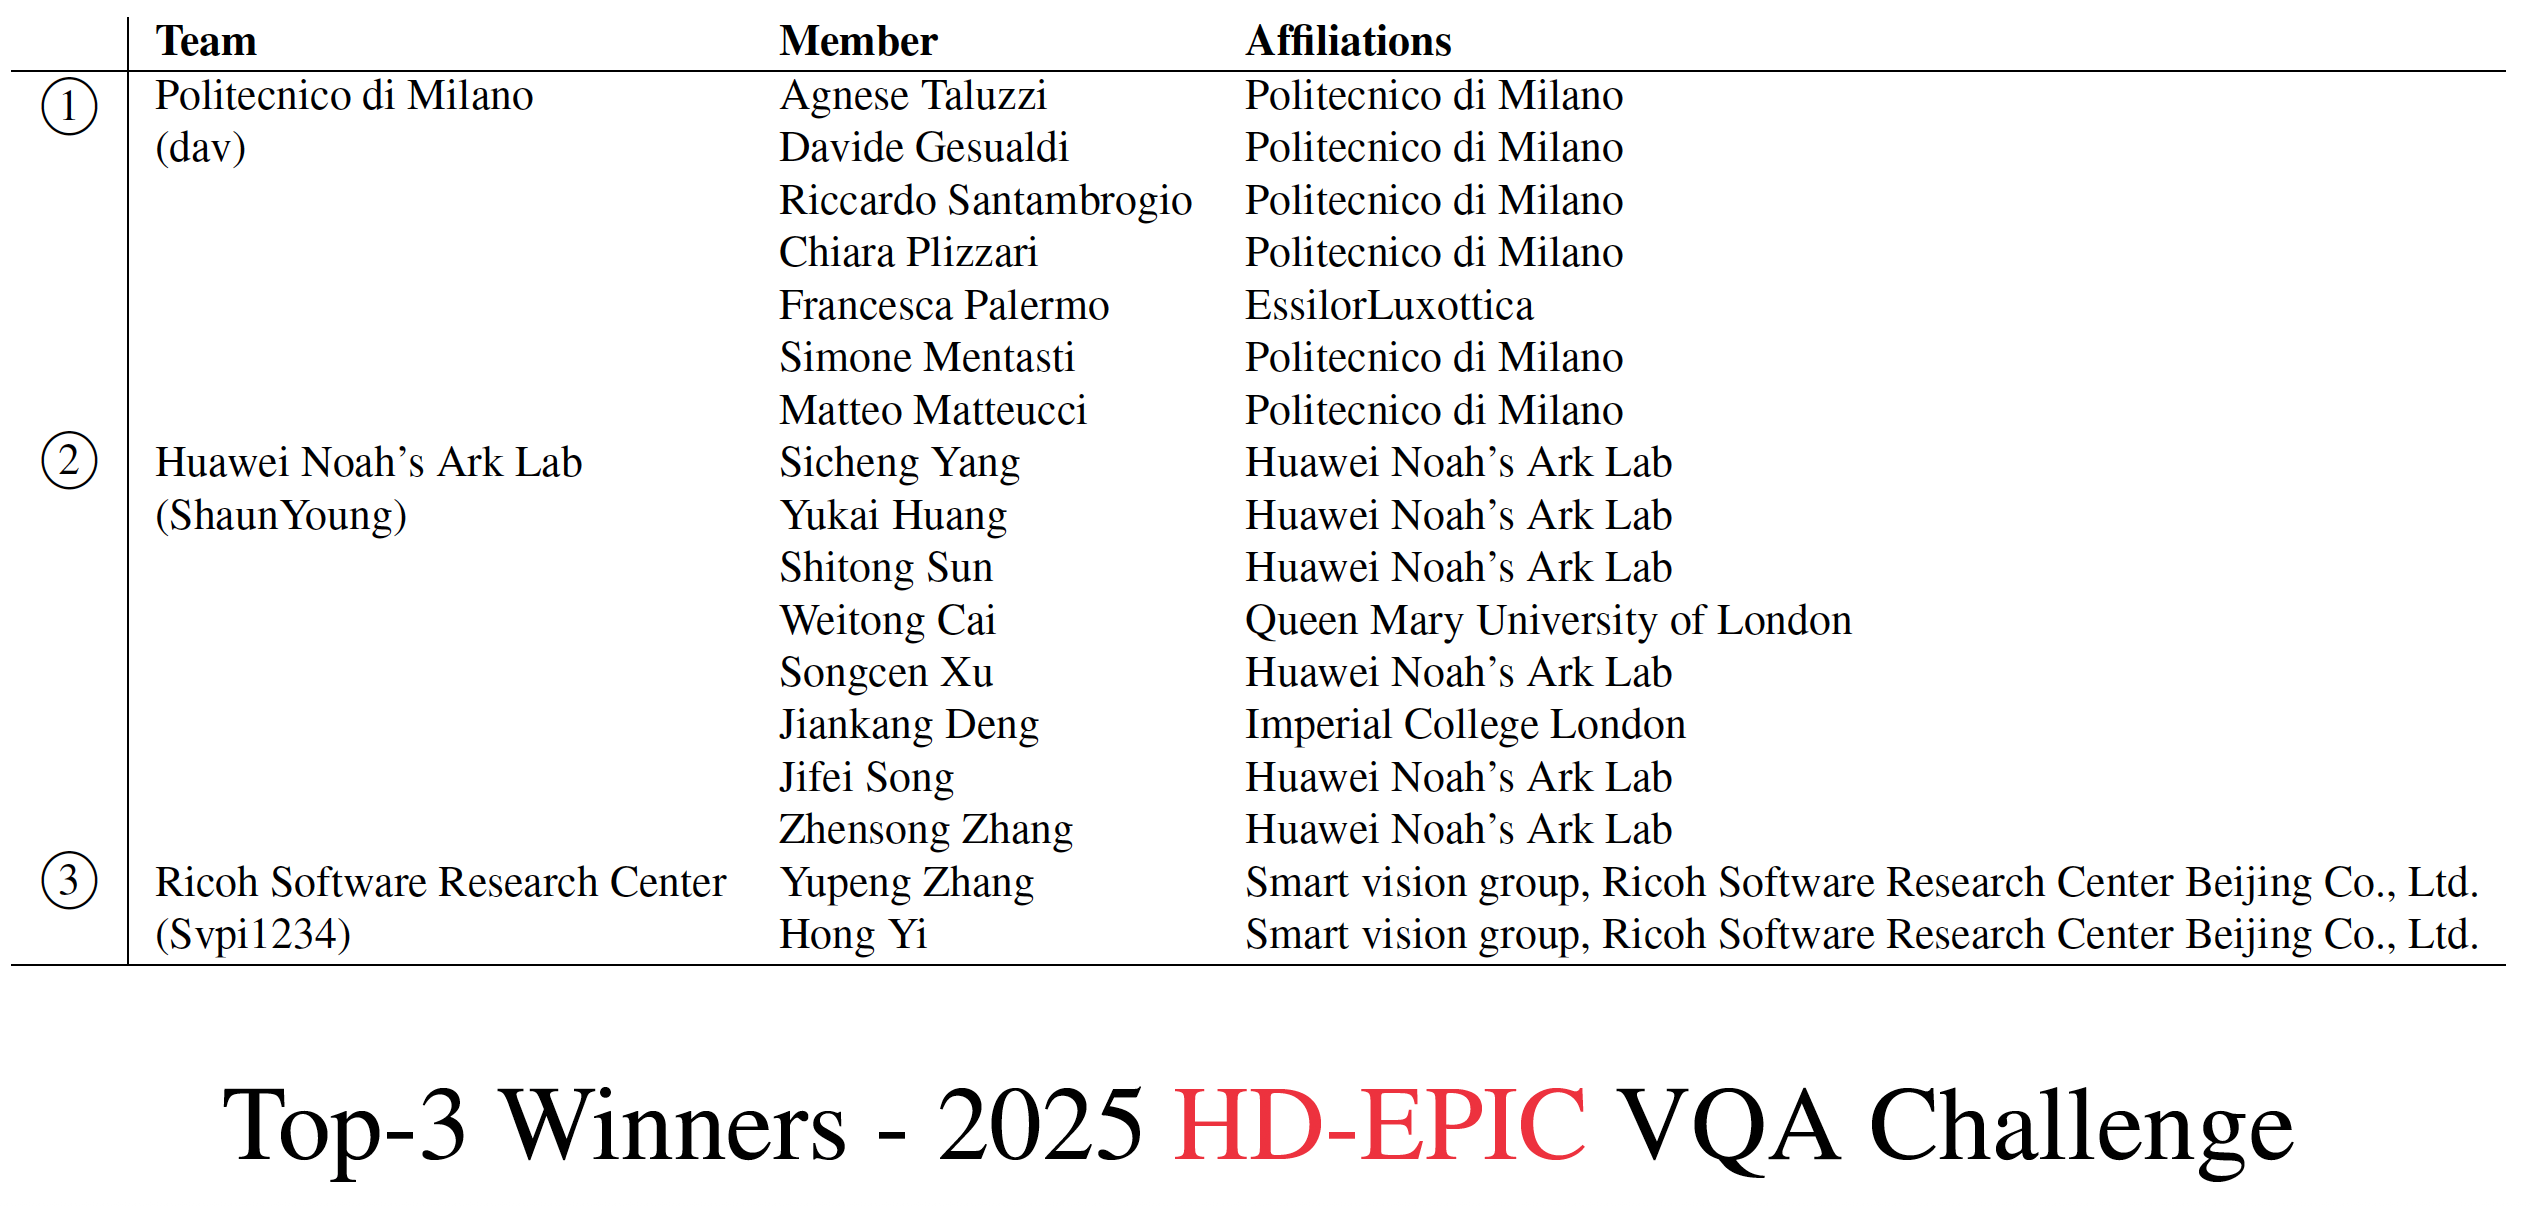 Team Member Affiliations
① Politecnico di Milano Agnese Taluzzi Politecnico di Milano
(dav) Davide Gesualdi Politecnico di Milano
Riccardo Santambrogio Politecnico di Milano
Chiara Plizzari Politecnico di Milano
Francesca Palermo EssilorLuxottica
Simone Mentasti Politecnico di Milano
Matteo Matteucci Politecnico di Milano
② Huawei Noah’s Ark Lab Sicheng Yang Huawei Noah’s Ark Lab
(ShaunYoung) Yukai Huang Huawei Noah’s Ark Lab
Shitong Sun Huawei Noah’s Ark Lab
Weitong Cai Queen Mary University of London
Songcen Xu Huawei Noah’s Ark Lab
Jiankang Deng Imperial College London
Jifei Song Huawei Noah’s Ark Lab
Zhensong Zhang Huawei Noah’s Ark Lab
③ Ricoh Software Research Center Yupeng Zhang Smart vision group, Ricoh Software Research Center Beijing Co., Ltd.
(Svpi1234) Hong Yi Smart vision group, Ricoh Software Research Center Beijing Co., Ltd.
Top-3 Winners - 2025 HD-EPIC VQA Challenge